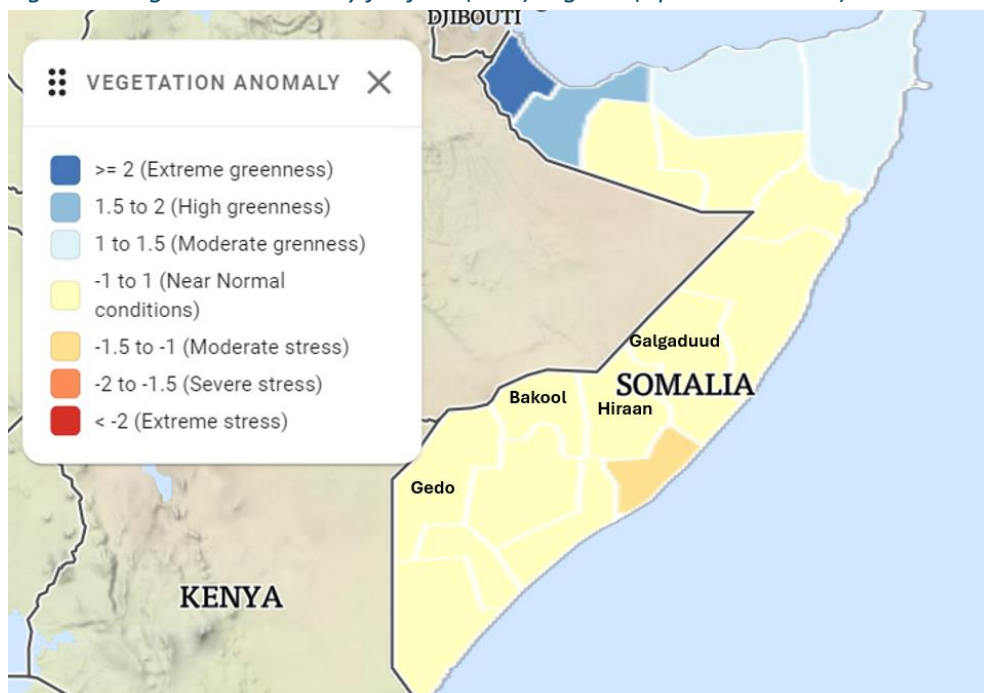 DJIBOUTI
VEGETATION ANOMALY
>= 2 (Extreme greenness)
1.5 to 2 (High greenness)
1 to 1.5 (Moderate grenness)
-1 to 1 (Near Normal
conditions)
-1.5 to -1 (Moderate stress)
-2 to -1.5 (Severe stress)
< -2 (Extreme stress)
Galgaduud
SOMALIA
Bakool
Hiraan
Gedo
KENYA